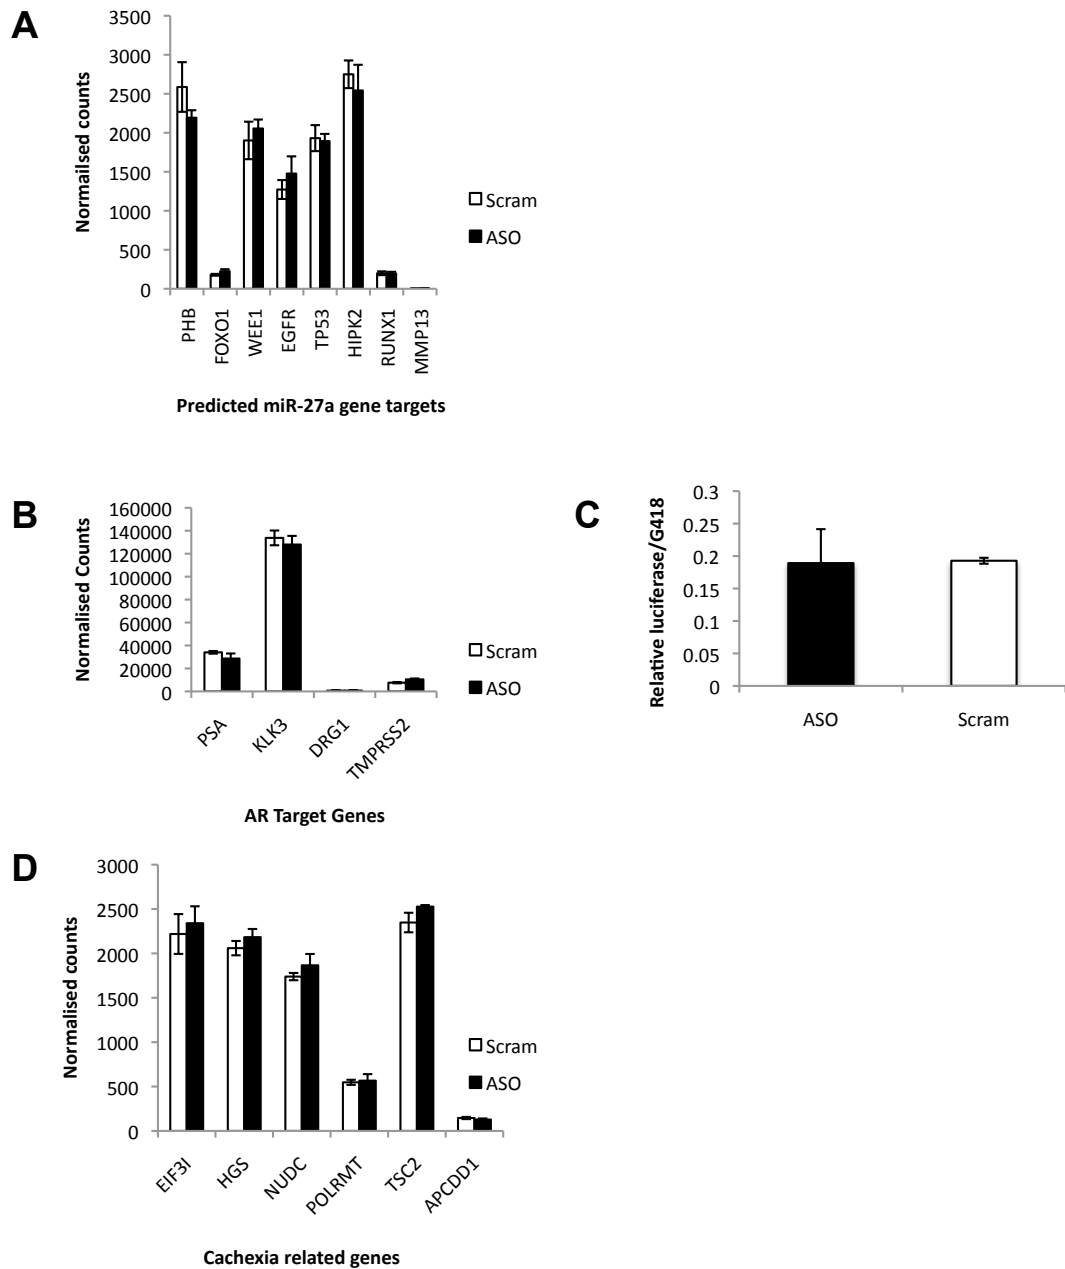 A
3500
3000
2500
2000
1500
1000
500
0
Normailsed counts
PHB
FOXO1
WEE1
EGFR
TP53
HIPK2
RUNX1
MMP13
Predicted miR-27a gene targets
Scram
ASO
B
160000
140000
120000
100000
80000
60000
40000
20000
0
Normalised Counts
PSA
KLK3
DRG1
TMPRSS2
AR Target Genes
Scram
ASO
C
0.3
0.25
0.2
0.15
0.1
0.05
0
Relative luciferase/G418
ASO
Scram
D
3000
2500
2000
1500
1000
500
0
Normalised counts
EIF3I
HGS
NUDC
POLRMT
TSC2
APCDD1
Cachexia related genes
Scram
ASO